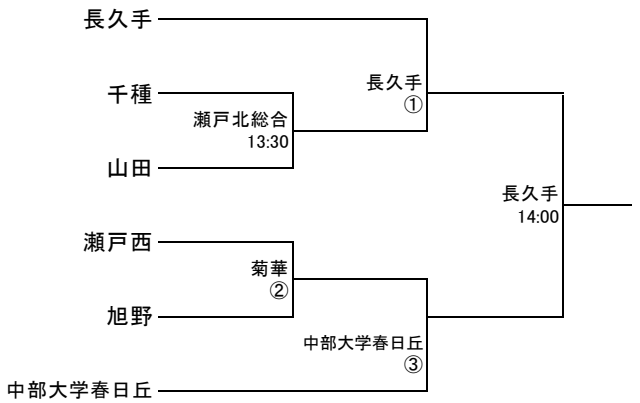 長久手
千種
瀬戸北総合
13:30
山田
長久手
①
長久手
14:00
瀬戸西
菊華
②
旭野
中部大学春日丘
③
中部大学春日丘